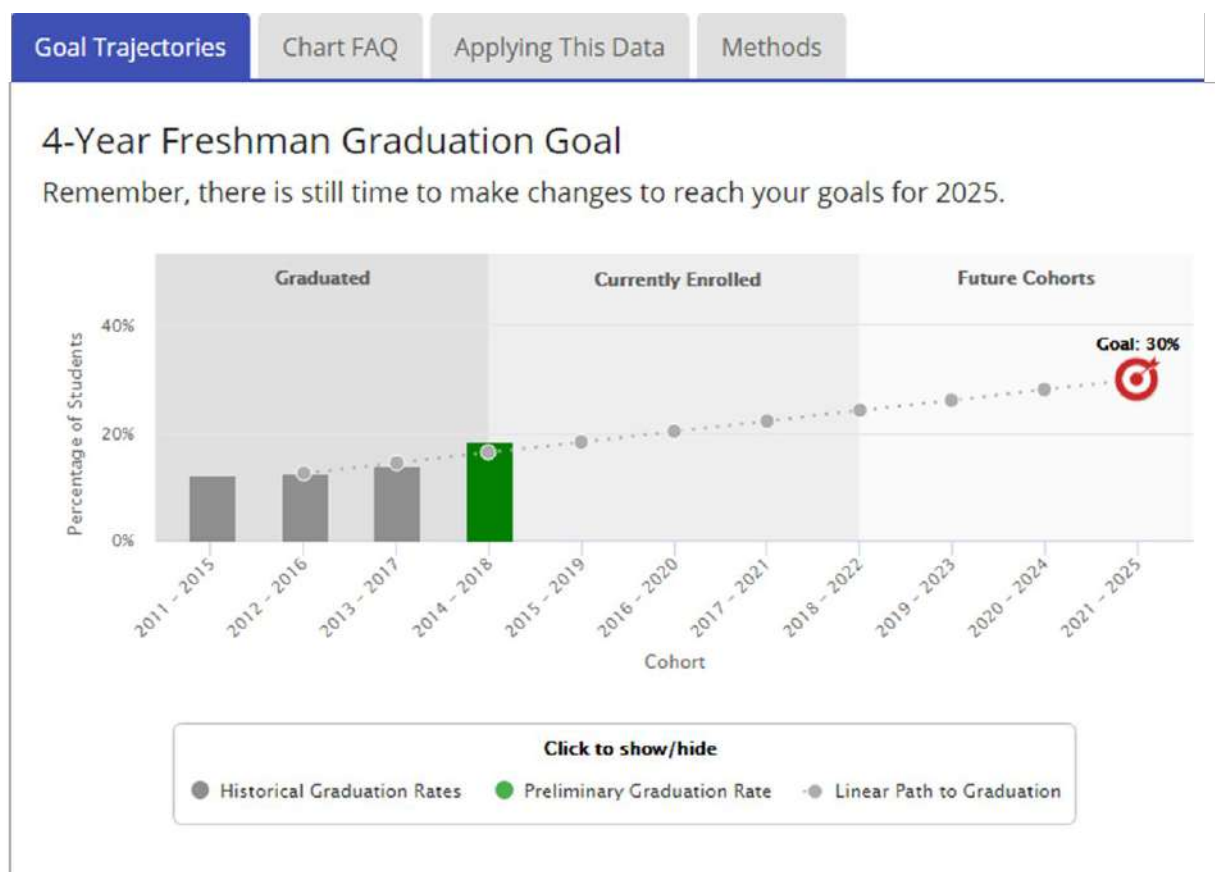 Goal Trajectories
Chart FAQ
Applying This Data
Methods
4-Year Freshman Graduation Goal
Remember, there is still time to make changes to reach your goals for 2025.
Graduated
Currently Enrolled
Future Cohorts
Percentage of Students
40%
20%
0%
Goal: 30%
2011 - 2015
2012 - 2016
2013 - 2017
2014 - 2018
2015 - 2019
2016 - 2020
2017 - 2021
2018 - 2022
2019 - 2023
2020 - 2024
2021 - 2025
Cohort
Click to show/hide
Historical Graduation Rates
Preliminary Graduation Rate
Linear Path to Graduation